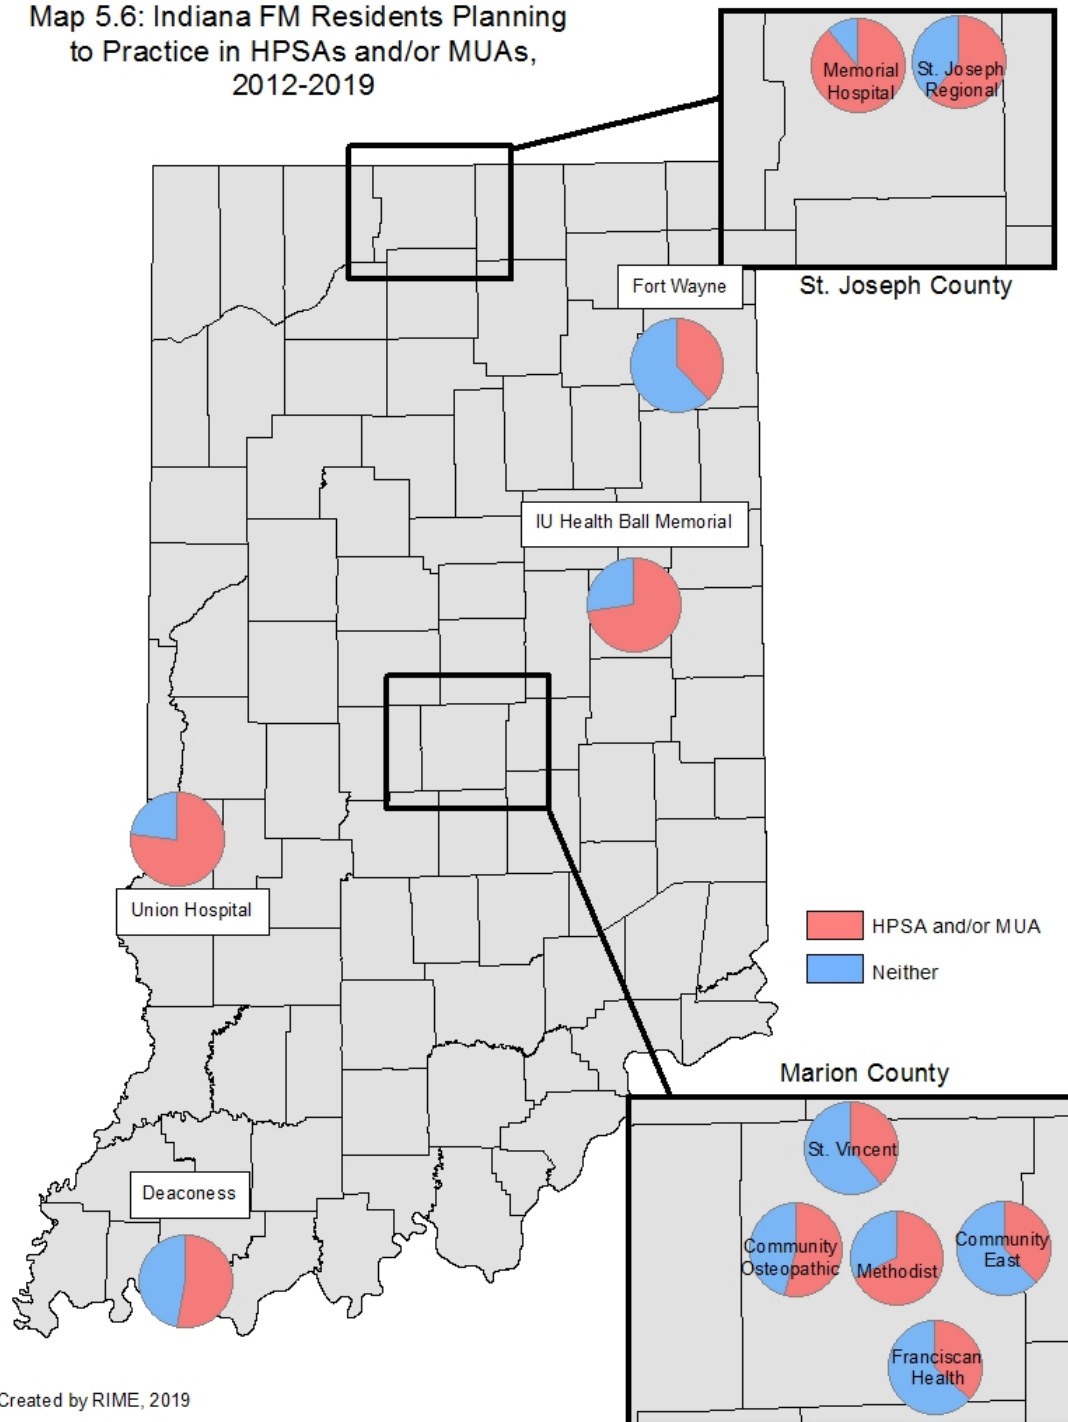 Map 5.6: Indiana FM Residents Planning
to Practice in HPSAs and/or MUAs,
2012-2019
Memorial
Hospital
St. Joseph
Regional
St. Joseph County
Fort Wayne
IU Health Ball Memorial
Union Hospital
HPSA and/or MUA
Neither
Marion County
St. Vincent
Community
Osteopathic
Methodist
Community
East
Franciscan
Health
Deaconess
Created by RIME, 2019